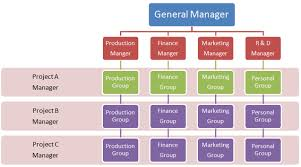 General Manager
Production
Manger
Finance
Manager
Marketing
Manager
R & D
Manager
Project A
Manager
Production
Group
Finance
Group
Marketing
Group
Personal
Group
Project B
Manager
Production
Group
Finance
Group
Marketing
Group
Personal
Group
Project C
Manager
Production
Group
Finance
Group
Marketing
Group
Personal
Group